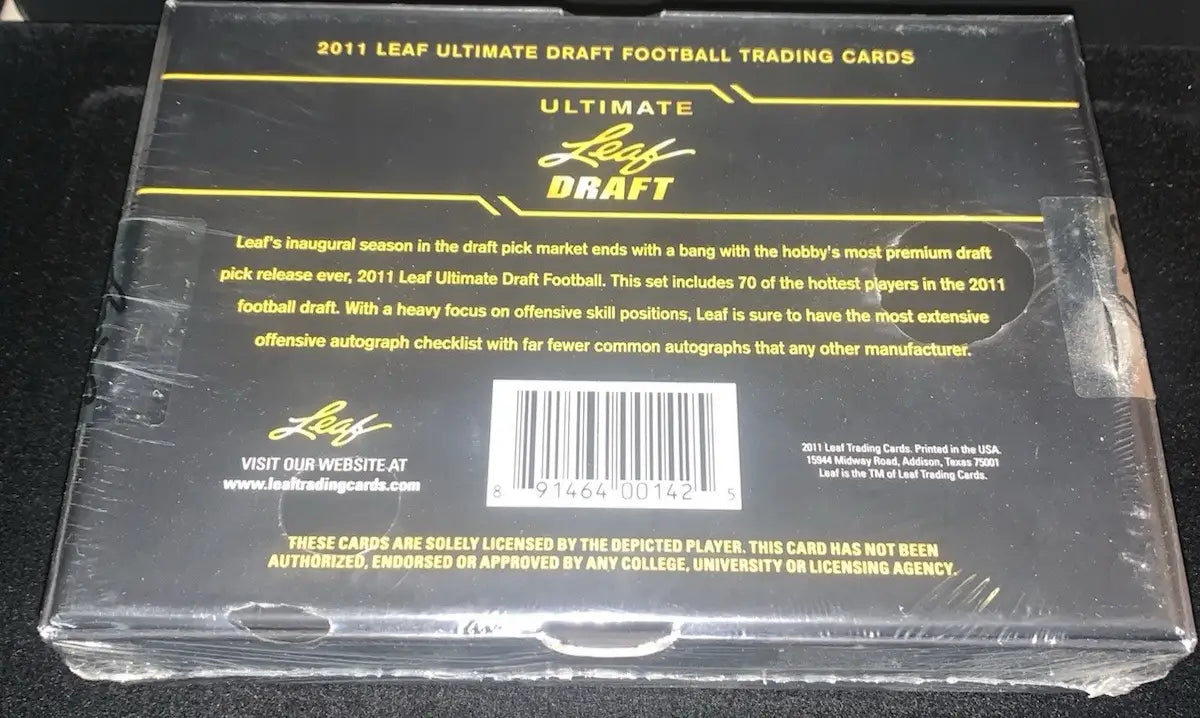 2011 LEAF ULTIMATE DRAFT FOOTBALL TRADING CARDS
ULTIMATE
Leaf
DRAFT
Leaf's inaugural season in the draft pick market ends with a bang with the hobby's most premium draft
pick release ever, 2011 Leaf Ultimate Draft Football. This set includes 70 of the hottest players in the 2011
football draft. With a heavy focus on offensive skill positions, Leaf is sure to have the most extensive
offensive autograph checklist with far fewer common autographs that any other manufacturer.
Leaf
VISIT OUR WEBSITE AT
www.leaftradingcards.com
8 91464 00142 5
2011 Leaf Trading Cards. Printed in the USA.
15944 Midway Road, Addison, Texas 75001
Leaf is the TM of Leaf Trading Cards.
THESE CARDS ARE SOLELY LICENSED BY THE DEPICTED PLAYER. THIS CARD HAS NOT BEEN
AUTHORIZED, ENDORSED OR APPROVED BY ANY COLLEGE, UNIVERSITY OR LICENSING AGENCY.